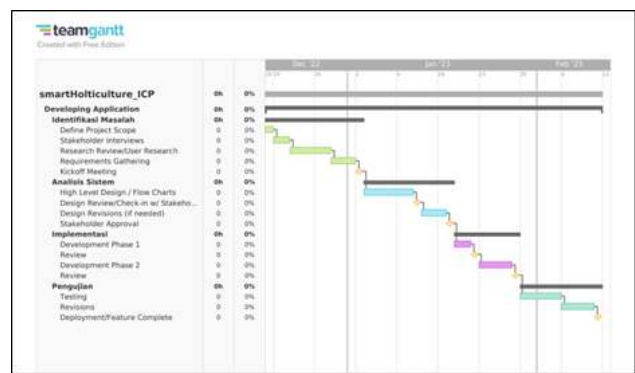 teamgantt
Created with Free Edition
Dec '22 Jan '23 Feb '23
smartHolticulture_ICP 0h 0%
Developing Application 0h 0%
Identifikasi Masalah 0h 0%
Define Project Scope 0 0%
Stakeholder Interviews 0 0%
Research Review/User Research 0 0%
Requirements Gathering 0 0%
Kickoff Meeting 0 0%
Analisis Sistem 0h 0%
High Level Design / Flow Charts 0 0%
Design Review/Check-in w/ Stakeho... 0 0%
Design Revisions (if needed) 0 0%
Stakeholder Approval 0 0%
Implementasi 0h 0%
Development Phase 1 0 0%
Review 0 0%
Development Phase 2 0 0%
Review 0 0%
Pengujian 0h 0%
Testing 0 0%
Revisions 0 0%
Deployment/Feature Complete 0 0%